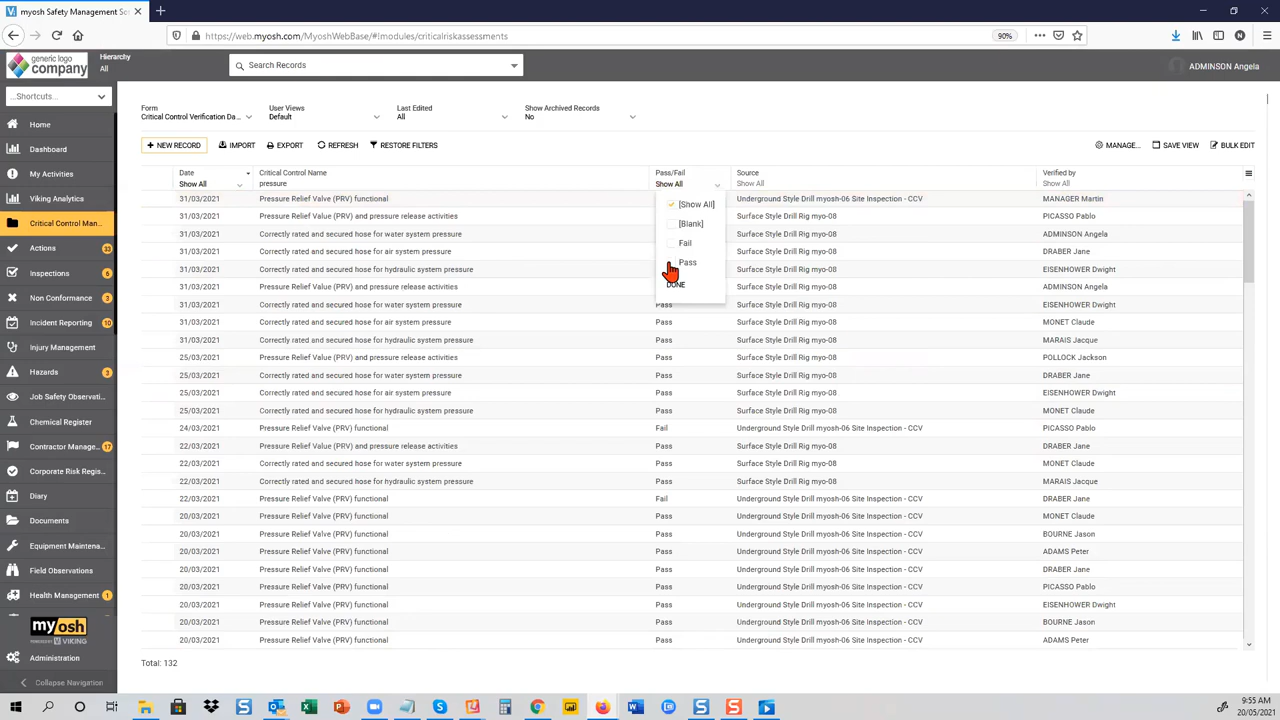 myosh Safety Management So
https://web.myosh.com/MyoshWebBase/#!modules/criticalriskassessments
90%
generic logo
company
Hierarchy
All
Search Records
ADMINSON Angela
...Shortcuts...
Home
Dashboard
My Activities
Viking Analytics
Critical Control Man...
Actions 33
Inspections 6
Non Conformance 3
Incident Reporting 10
Injury Management
Hazards 3
Job Safety Observati...
Chemical Register
Contractor Manage... 17
Corporate Risk Regis...
Diary
Documents
Equipment Maintena...
Field Observations
Health Management 1
myosh
POWERED BY VIKING
Administration
Collapse Navigation
Form User Views Last Edited Show Archived Records
Critical Control Verification Da... Default All No
NEW RECORD IMPORT EXPORT REFRESH RESTORE FILTERS MANAGE... SAVE VIEW BULK EDIT
Date Critical Control Name Pass/Fail Source Verified by
Show All pressure Show All Show All Show All
[Show All]
[Blank]
Fail
Pass
DONE
31/03/2021 Pressure Relief Valve (PRV) functional Underground Style Drill myosh-06 Site Inspection - CCV MANAGER Martin
31/03/2021 Pressure Relief Value (PRV) and pressure release activities Surface Style Drill Rig myo-08 PICASSO Pablo
31/03/2021 Correctly rated and secured hose for water system pressure Surface Style Drill Rig myo-08 ADMINSON Angela
31/03/2021 Correctly rated and secured hose for air system pressure Surface Style Drill Rig myo-08 DRABER Jane
31/03/2021 Correctly rated and secured hose for hydraulic system pressure Surface Style Drill Rig myo-08 EISENHOWER Dwight
31/03/2021 Pressure Relief Value (PRV) and pressure release activities Surface Style Drill Rig myo-08 ADMINSON Angela
31/03/2021 Correctly rated and secured hose for water system pressure Pass Surface Style Drill Rig myo-08 EISENHOWER Dwight
31/03/2021 Correctly rated and secured hose for air system pressure Pass Surface Style Drill Rig myo-08 MONET Claude
31/03/2021 Correctly rated and secured hose for hydraulic system pressure Pass Surface Style Drill Rig myo-08 MARAIS Jacque
25/03/2021 Pressure Relief Value (PRV) and pressure release activities Pass Surface Style Drill Rig myo-08 POLLOCK Jackson
25/03/2021 Correctly rated and secured hose for water system pressure Pass Surface Style Drill Rig myo-08 DRABER Jane
25/03/2021 Correctly rated and secured hose for air system pressure Pass Surface Style Drill Rig myo-08 EISENHOWER Dwight
25/03/2021 Correctly rated and secured hose for hydraulic system pressure Pass Surface Style Drill Rig myo-08 MONET Claude
24/03/2021 Pressure Relief Valve (PRV) functional Fail Underground Style Drill myosh-06 Site Inspection - CCV PICASSO Pablo
22/03/2021 Pressure Relief Value (PRV) and pressure release activities Pass Surface Style Drill Rig myo-08 DRABER Jane
22/03/2021 Correctly rated and secured hose for water system pressure Pass Surface Style Drill Rig myo-08 MONET Claude
22/03/2021 Correctly rated and secured hose for hydraulic system pressure Pass Surface Style Drill Rig myo-08 MARAIS Jacque
22/03/2021 Pressure Relief Valve (PRV) functional Fail Underground Style Drill myosh-06 Site Inspection - CCV DRABER Jane
20/03/2021 Pressure Relief Valve (PRV) functional Pass Underground Style Drill myosh-06 Site Inspection - CCV MONET Claude
20/03/2021 Pressure Relief Valve (PRV) functional Pass Underground Style Drill myosh-06 Site Inspection - CCV BOURNE Jason
20/03/2021 Pressure Relief Valve (PRV) functional Pass Underground Style Drill myosh-06 Site Inspection - CCV ADAMS Peter
20/03/2021 Pressure Relief Valve (PRV) functional Pass Underground Style Drill myosh-06 Site Inspection - CCV DRABER Jane
20/03/2021 Pressure Relief Valve (PRV) functional Pass Underground Style Drill myosh-06 Site Inspection - CCV PICASSO Pablo
20/03/2021 Pressure Relief Valve (PRV) functional Pass Underground Style Drill myosh-06 Site Inspection - CCV EISENHOWER Dwight
20/03/2021 Pressure Relief Valve (PRV) functional Pass Underground Style Drill myosh-06 Site Inspection - CCV BOURNE Jason
20/03/2021 Pressure Relief Valve (PRV) functional Pass Underground Style Drill myosh-06 Site Inspection - CCV ADAMS Peter
Total: 132
9:55 AM
20/05/2021